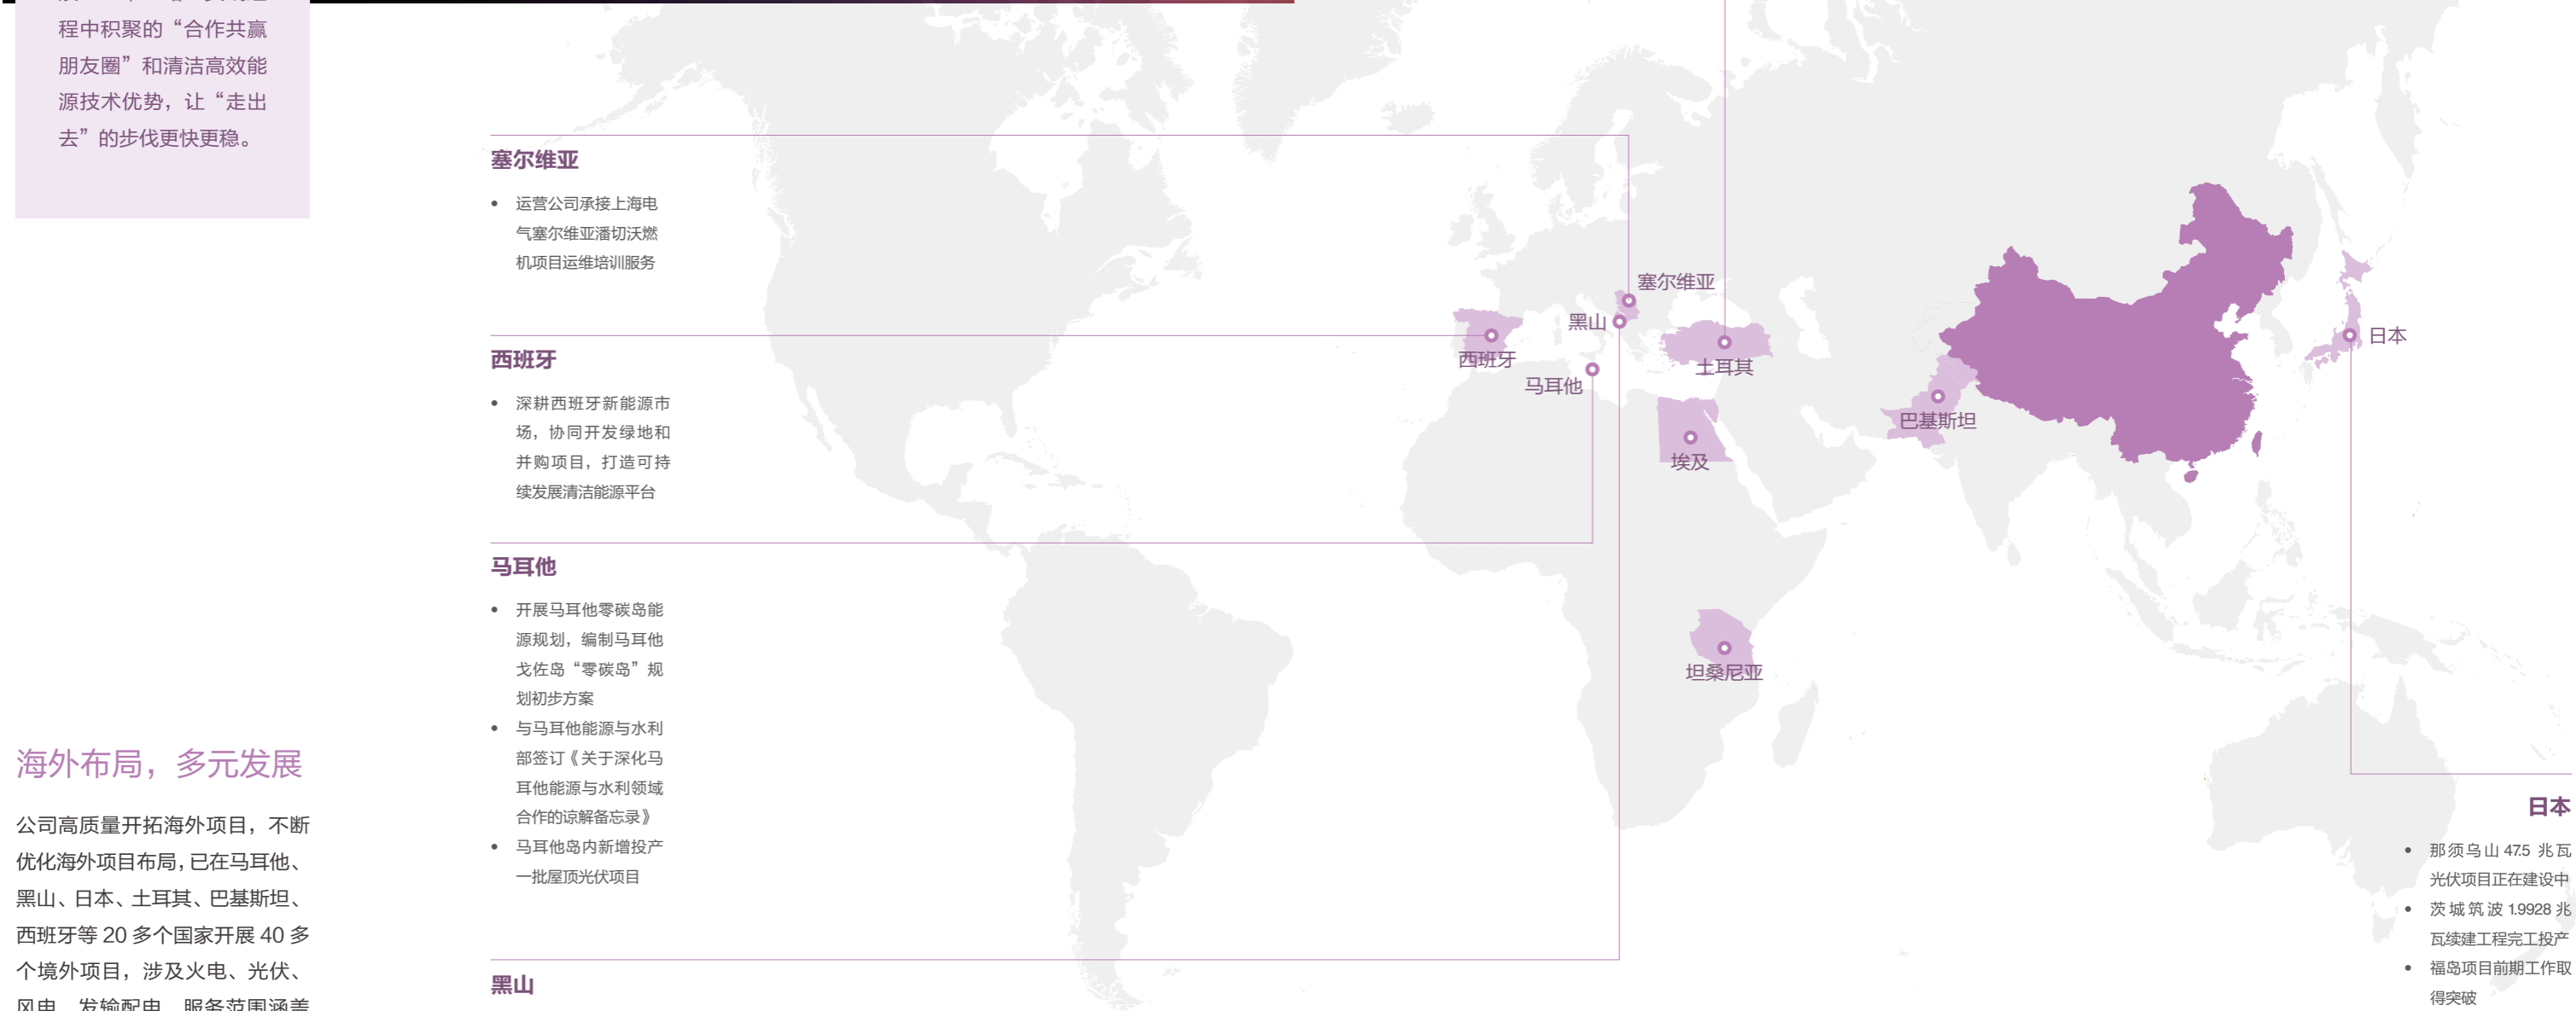 程中积聚的“合作共赢
朋友圈”和清洁高效能
源技术优势，让“走出
去”的步伐更快更稳。
海外布局，多元发展
公司高质量开拓海外项目，不断
优化海外项目布局，已在马耳他、
黑山、日本、土耳其、巴基斯坦、
西班牙等 20 多个国家开展 40 多
个境外项目，涉及火电、光伏、
风电、发输配电，服务范围涵盖
塞尔维亚
• 运营公司承接上海电
气塞尔维亚潘切沃燃
机项目运维培训服务
西班牙
• 深耕西班牙新能源市
场，协同开发绿地和
并购项目，打造可持
续发展清洁能源平台
马耳他
• 开展马耳他零碳岛能
源规划，编制马耳他
戈佐岛“零碳岛”规
划初步方案
• 与马耳他能源与水利
部签订《关于深化马
耳他能源与水利领域
合作的谅解备忘录》
• 马耳他岛内新增投产
一批屋顶光伏项目
黑山
塞尔维亚
黑山
西班牙
马耳他
土耳其
埃及
坦桑尼亚
巴基斯坦
日本
日本
• 那须乌山 47.5 兆瓦
光伏项目正在建设中
• 茨城筑波 1.9928 兆
瓦续建工程完工投产
• 福岛项目前期工作取
得突破